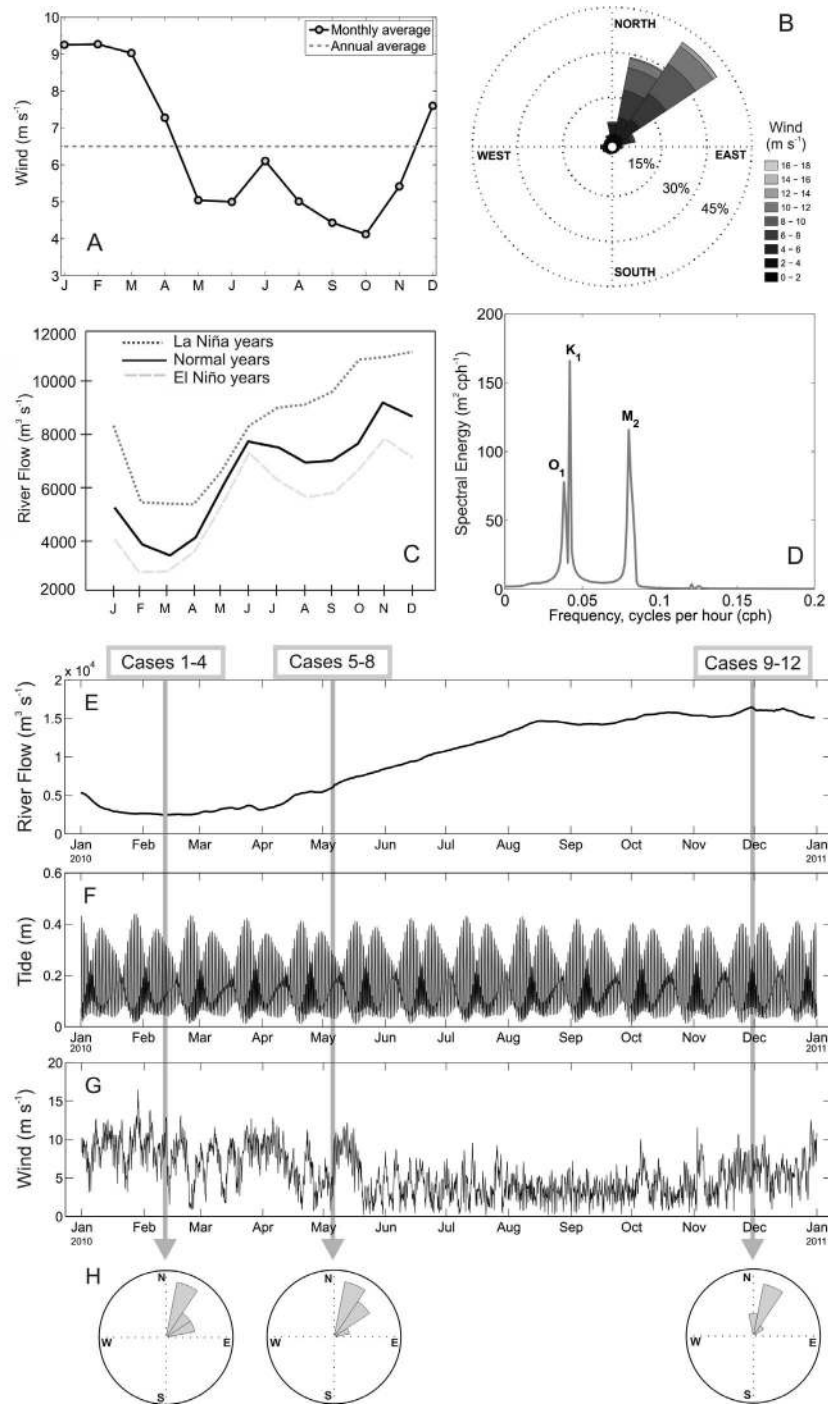 10
9
8
7
6
5
4
3
Wind (m s⁻¹)
Monthly average
Annual average
A
J F M A M J J A S O N D
B
NORTH
WEST
EAST
SOUTH
15%
30%
45%
Wind
(m s⁻¹)
16 – 18
14 – 16
12 – 14
10 – 12
8 – 10
6 – 8
4 – 6
2 – 4
0 – 2
12000
10000
8000
6000
4000
2000
River Flow (m³ s⁻¹)
La Niña years
Normal years
El Niño years
C
J F M A M J J A S O N D
200
150
100
50
0
Spectral Energy (m² cph⁻¹)
O₁
K₁
M₂
D
0 0.05 0.1 0.15 0.2
Frequency, cycles per hour (cph)
Cases 1-4
Cases 5-8
Cases 9-12
x 10⁴
E
2
1.5
1
0.5
0
River Flow (m³ s⁻¹)
Jan Feb Mar Apr May Jun Jul Aug Sep Oct Nov Dec Jan
2010 2011
F
0.6
0.4
0.2
0
Tide (m)
Jan Feb Mar Apr May Jun Jul Aug Sep Oct Nov Dec Jan
2010 2011
G
20
15
10
5
0
Wind (m s⁻¹)
Jan Feb Mar Apr May Jun Jul Aug Sep Oct Nov Dec Jan
2010 2011
H
N
W E
S
N
W E
S
N
W E
S